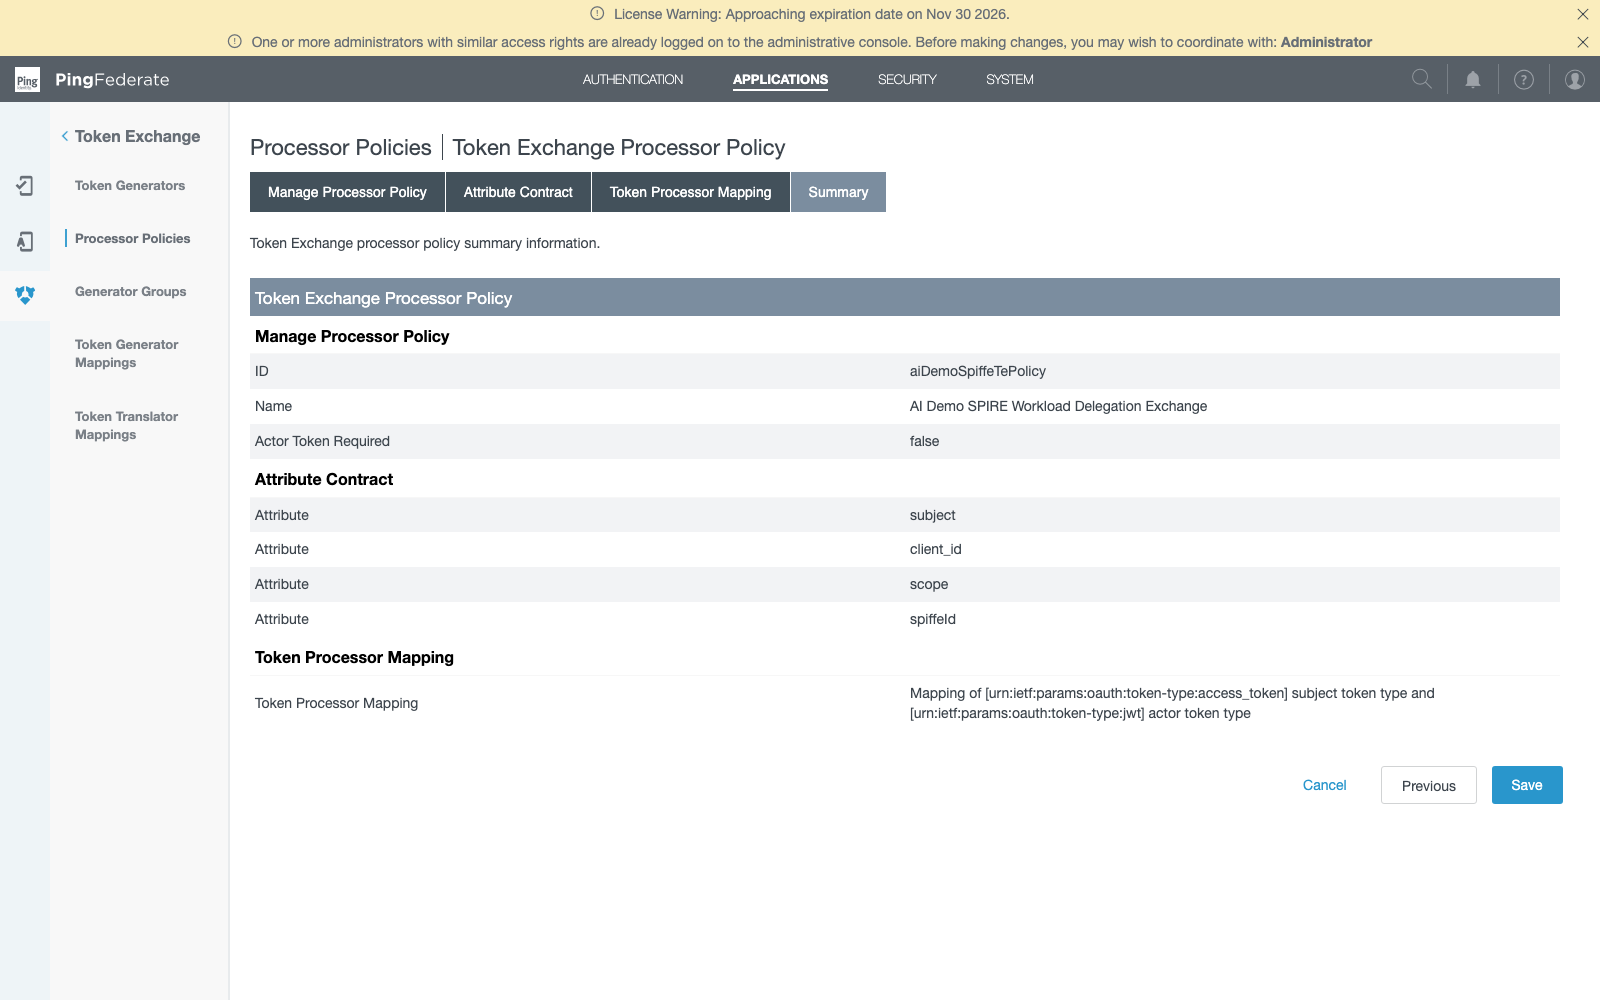 License Warning: Approaching expiration date on Nov 30 2026.
One or more administrators with similar access rights are already logged on to the administrative console. Before making changes, you may wish to coordinate with: Administrator
Ping
PingFederate
AUTHENTICATION
APPLICATIONS
SECURITY
SYSTEM
Token Exchange
Token Generators
Processor Policies
Generator Groups
Token Generator
Mappings
Token Translator
Mappings
Processor Policies | Token Exchange Processor Policy
Manage Processor Policy
Attribute Contract
Token Processor Mapping
Summary
Token Exchange processor policy summary information.
Token Exchange Processor Policy
Manage Processor Policy
ID aiDemoSpiffeTePolicy
Name AI Demo SPIRE Workload Delegation Exchange
Actor Token Required false
Attribute Contract
Attribute subject
Attribute client_id
Attribute scope
Attribute spiffeId
Token Processor Mapping
Token Processor Mapping
Mapping of [urn:ietf:params:oauth:token-type:access_token] subject token type and
[urn:ietf:params:oauth:token-type:jwt] actor token type
Cancel
Previous
Save